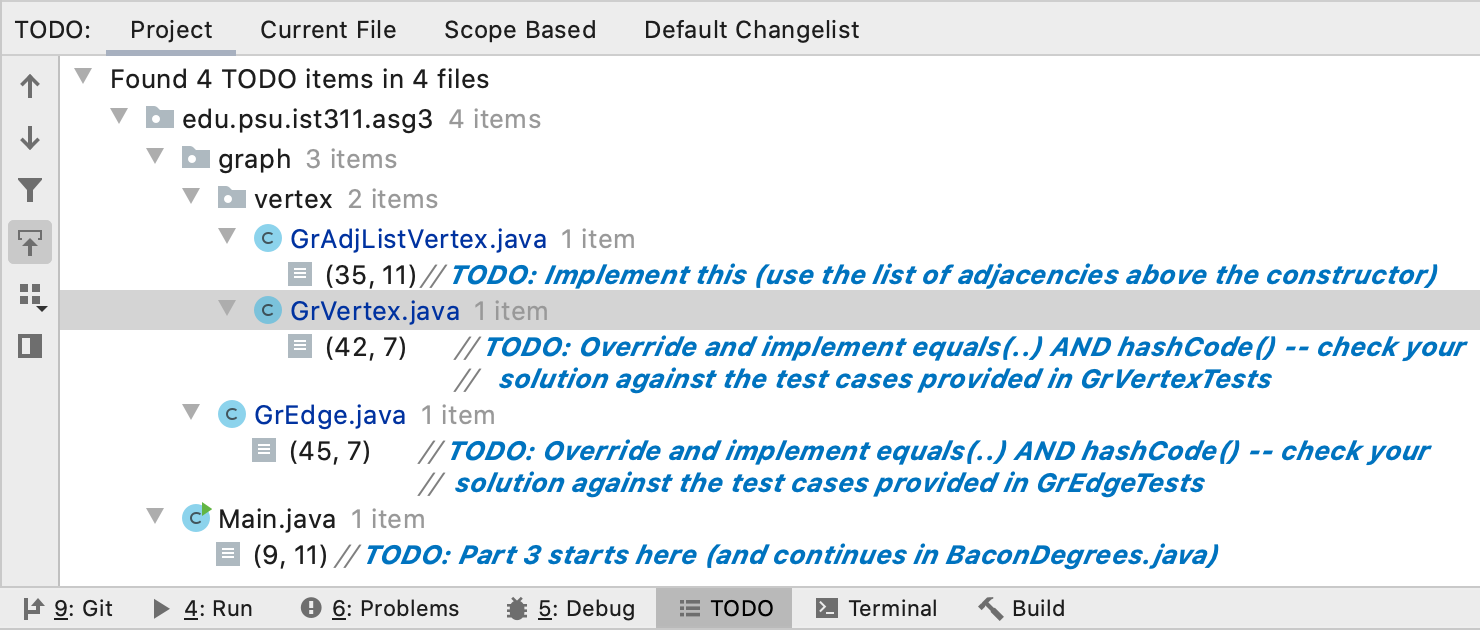 TODO: Project Current File Scope Based Default Changelist
Found 4 TODO items in 4 files
edu.psu.ist311.asg3 4 items
graph 3 items
vertex 2 items
C GrAdjListVertex.java 1 item
(35, 11) // TODO: Implement this (use the list of adjacencies above the constructor)
C GrVertex.java 1 item
(42, 7) // TODO: Override and implement equals(..) AND hashCode() -- check your
// solution against the test cases provided in GrVertexTests
C GrEdge.java 1 item
(45, 7) // TODO: Override and implement equals(..) AND hashCode() -- check your
// solution against the test cases provided in GrEdgeTests
C Main.java 1 item
(9, 11) // TODO: Part 3 starts here (and continues in BaconDegrees.java)
9: Git 4: Run 6: Problems 5: Debug TODO Terminal Build